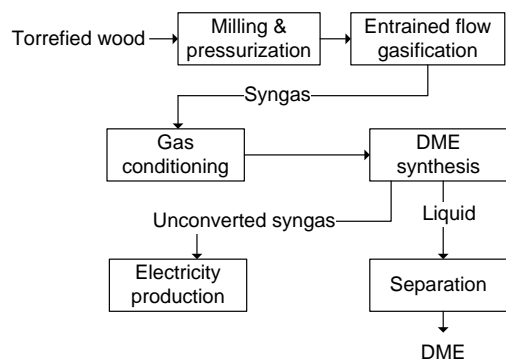 Torrefied wood
Milling &
pressurization
Entrained flow
gasification
Syngas
Gas
conditioning
DME
synthesis
Unconverted syngas
Liquid
Electricity
production
Separation
DME